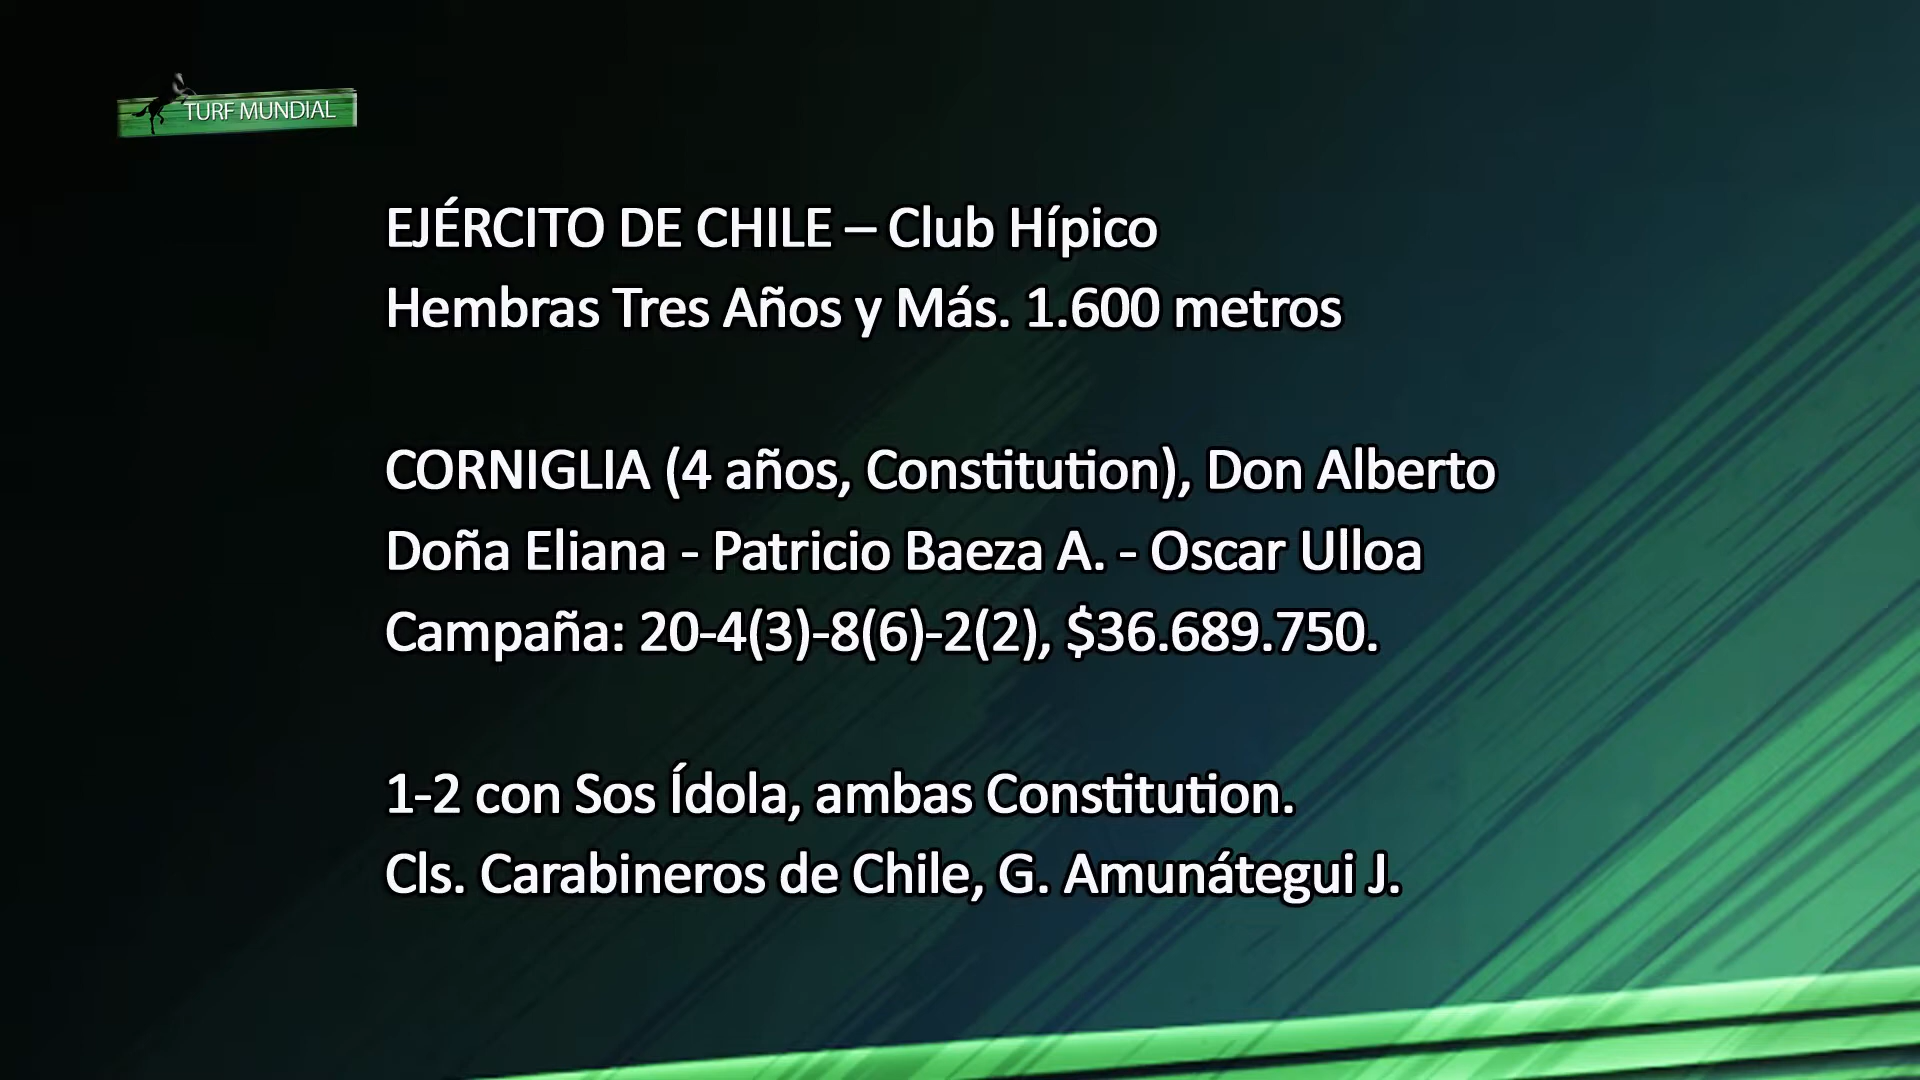 TURF MUNDIAL
EJÉRCITO DE CHILE – Club Hípico
Hembras Tres Años y Más. 1.600 metros
CORNIGLIA (4 años, Constitution), Don Alberto
Doña Eliana - Patricio Baeza A. - Oscar Ulloa
Campaña: 20-4(3)-8(6)-2(2), $36.689.750.
1-2 con Sos Ídola, ambas Constitution.
Cls. Carabineros de Chile, G. Amunátegui J.